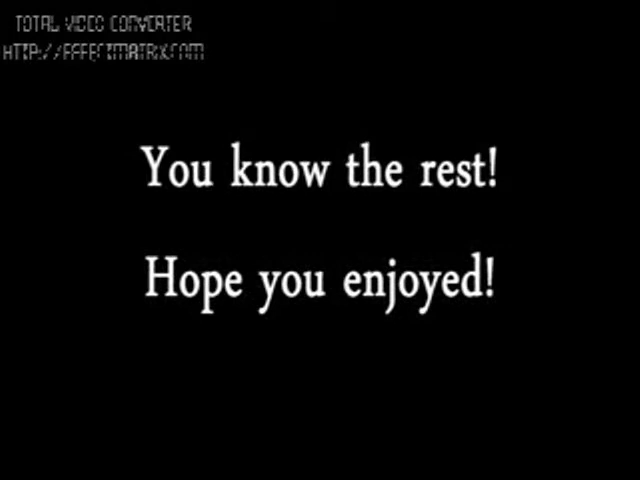 TOTAL VIDEO CONVERTER
HTTP://EFFECTMATRIX.COM
You know the rest!
Hope you enjoyed!